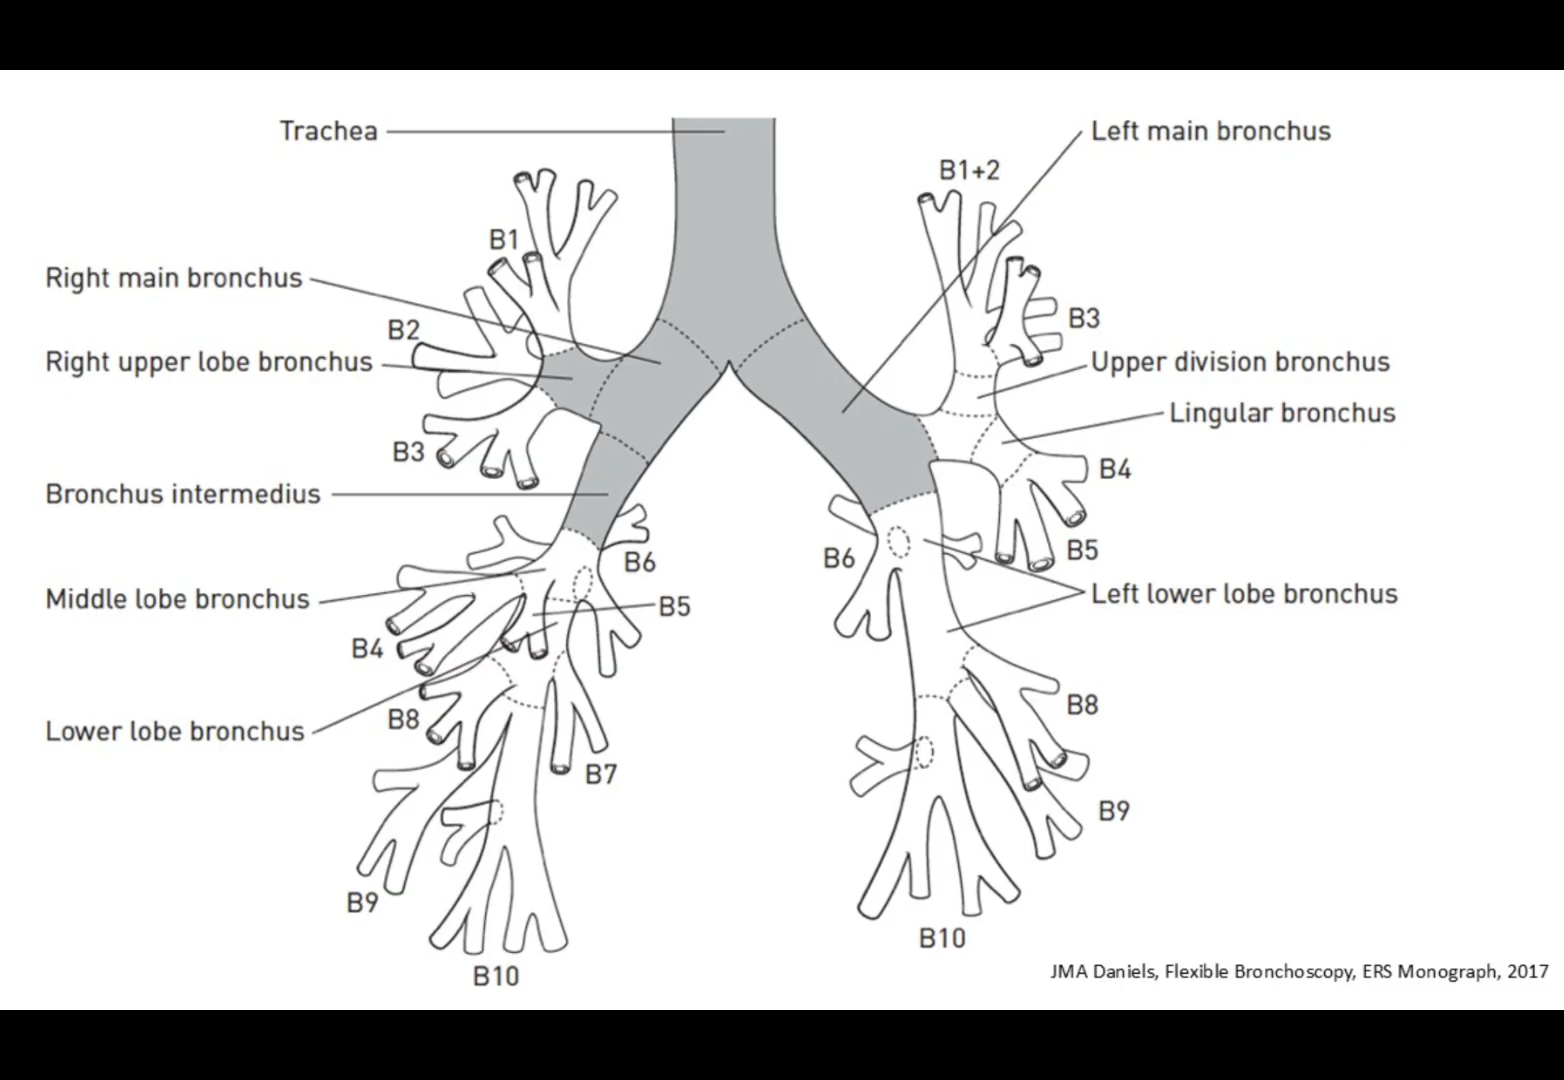 Trachea
Left main bronchus
B1+2
B1
Right main bronchus
B3
B2
Right upper lobe bronchus
Upper division bronchus
Lingular bronchus
B3
B4
Bronchus intermedius
B5
B6
B6
Middle lobe bronchus
B5
Left lower lobe bronchus
B4
B8
B8
Lower lobe bronchus
B7
B9
B9
B10
B10
JMA Daniels, Flexible Bronchoscopy, ERS Monograph, 2017